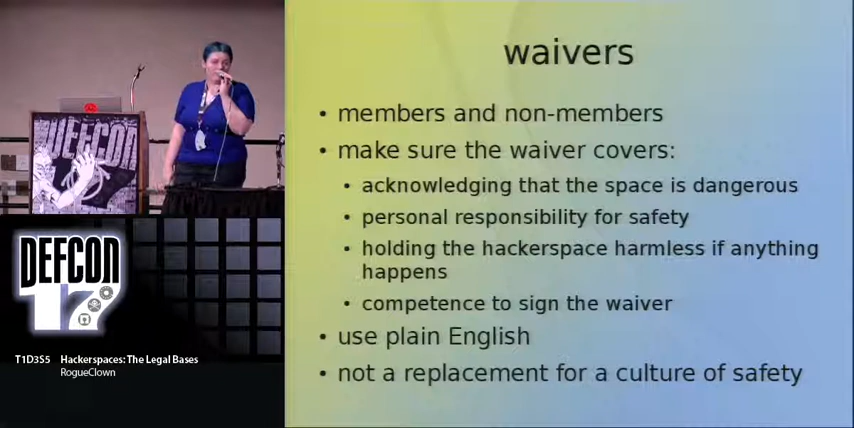 waivers
• members and non-members
• make sure the waiver covers:
• acknowledging that the space is dangerous
• personal responsibility for safety
• holding the hackerspace harmless if anything
happens
• competence to sign the waiver
• use plain English
• not a replacement for a culture of safety
DEFCON
DEFCON
17
T1D3S5 Hackerspaces: The Legal Bases
RogueClown